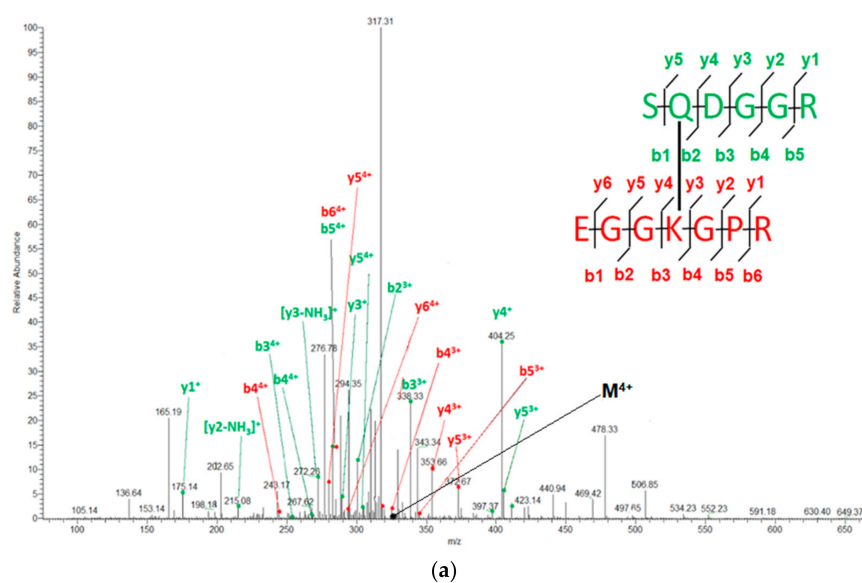 317.31
100
95
90
85
80
75
70
65
60
55
50
45
40
35
30
25
20
15
10
5
0
Relative Abundance
y5 y4 y3 y2 y1
S Q D G G R
b1 b2 b3 b4 b5
y6 y5 y4 y3 y2 y1
E G G K G P R
b1 b2 b3 b4 b5 b6
y5⁴⁺
b6⁴⁺
b5⁴⁺
y5⁴⁺
b2³⁺
[y3-NH₃]⁺
y3⁺
y6⁴⁺
y4⁺
404.25
b3⁴⁺
b4⁴⁺
b4⁴⁺
276.78
294.35
b4³⁺
b3³⁺
338.33
b5³⁺
M⁴⁺
y1⁺
[y2-NH₃]⁺
y4³⁺
y5³⁺
y5³⁺
165.19
175.14
202.65
272.26
343.34
353.66
372.67
478.33
136.64
153.14
198.18
215.08
243.17
267.62
397.37
423.14
440.94
469.42
506.85
497.65
534.23
552.23
591.18
630.40
649.37
105.14
100 150 200 250 300 350 400 450 500 550 600 650
m/z
(a)